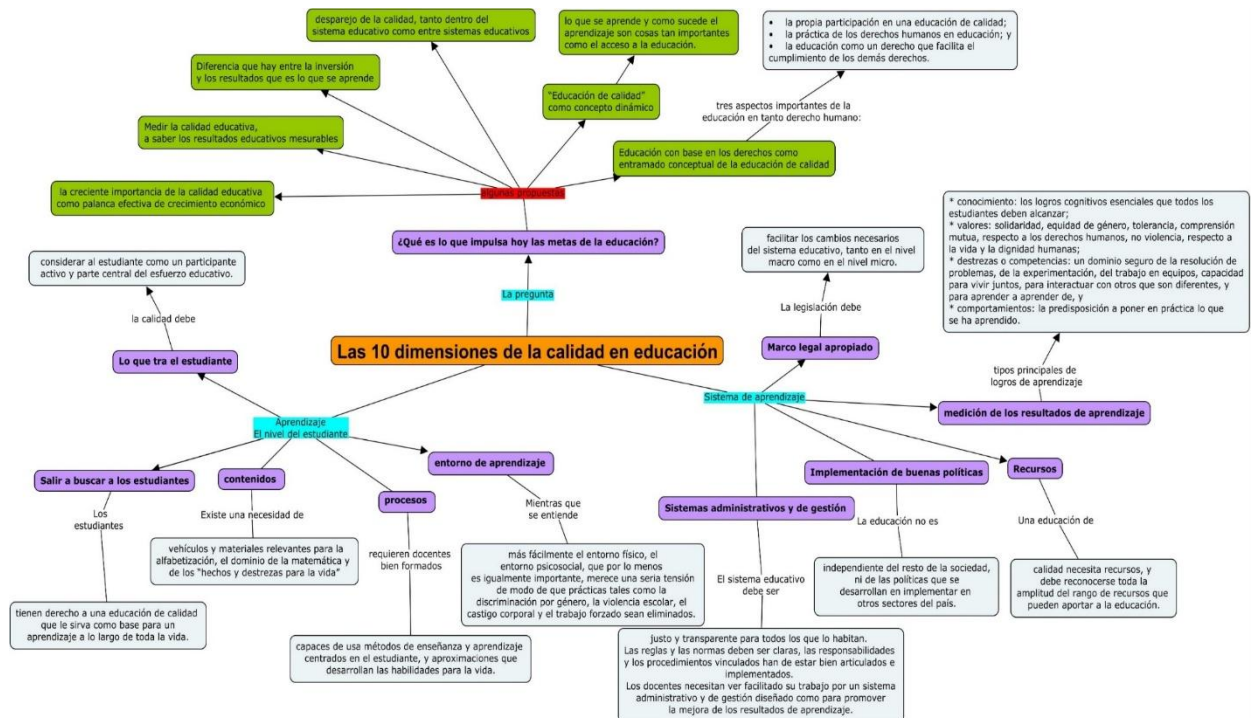 desparejo de la calidad, tanto dentro del
sistema educativo como entre sistemas educativos
lo que se aprende y como sucede el
aprendizaje son cosas tan importantes
como el acceso a la educación.
• la propia participación en una educación de calidad;
• la práctica de los derechos humanos en educación; y
• la educación como un derecho que facilita el
cumplimiento de los demás derechos.
Diferencia que hay entre la inversión
y los resultados que es lo que se aprende
"Educación de calidad"
como concepto dinámico
tres aspectos importantes de la
educación en tanto derecho humano:
Medir la calidad educativa,
a saber los resultados educativos mesurables
Educación con base en los derechos como
entramado conceptual de la educación de calidad
la creciente importancia de la calidad educativa
como palanca efectiva de crecimiento económico
algunas propuestas
¿Qué es lo que impulsa hoy las metas de la educación?
La pregunta
Las 10 dimensiones de la calidad en educación
considerar al estudiante como un participante
activo y parte central del esfuerzo educativo.
la calidad debe
Lo que tra el estudiante
Aprendizaje
El nivel del estudiante
Salir a buscar a los estudiantes
Los
estudiantes
tienen derecho a una educación de calidad
que le sirva como base para un
aprendizaje a lo largo de toda la vida.
contenidos
Existe una necesidad de
vehículos y materiales relevantes para la
alfabetización, el dominio de la matemática y
de los "hechos y destrezas para la vida"
procesos
requieren docentes
bien formados
capaces de usa métodos de enseñanza y aprendizaje
centrados en el estudiante, y aproximaciones que
desarrollan las habilidades para la vida.
entorno de aprendizaje
Mientras que
se entiende
más fácilmente el entorno físico, el
entorno psicosocial, que por lo menos
es igualmente importante, merece una seria tensión
de modo de que prácticas tales como la
discriminación por género, la violencia escolar, el
castigo corporal y el trabajo forzado sean eliminados.
facilitar los cambios necesarios
del sistema educativo, tanto en el nivel
macro como en el nivel micro.
La legislación debe
Marco legal apropiado
Sistema de aprendizaje
* conocimiento: los logros cognitivos esenciales que todos los
estudiantes deben alcanzar;
* valores: solidaridad, equidad de género, tolerancia, comprensión
mutua, respecto a los derechos humanos, no violencia, respecto a
la vida y la dignidad humanas;
* destrezas o competencias: un dominio seguro de la resolución de
problemas, de la experimentación, del trabajo en equipos, capacidad
para vivir juntos, para interactuar con otros que son diferentes, y
para aprender a aprender de, y
* comportamientos: la predisposición a poner en práctica lo que
se ha aprendido.
tipos principales de
logros de aprendizaje
medición de los resultados de aprendizaje
Sistemas administrativos y de gestión
El sistema educativo
debe ser
justo y transparente para todos los que lo habitan.
Las reglas y las normas deben ser claras, las responsabilidades
y los procedimientos vinculados han de estar bien articulados e
implementados.
Los docentes necesitan ver facilitado su trabajo por un sistema
administrativo y de gestión diseñado como para promover
la mejora de los resultados de aprendizaje.
Implementación de buenas políticas
La educación no es
independiente del resto de la sociedad,
ni de las políticas que se
desarrollan en implementar en
otros sectores del país.
Recursos
Una educación de
calidad necesita recursos, y
debe reconocerse toda la
amplitud del rango de recursos que
pueden aportar a la educación.